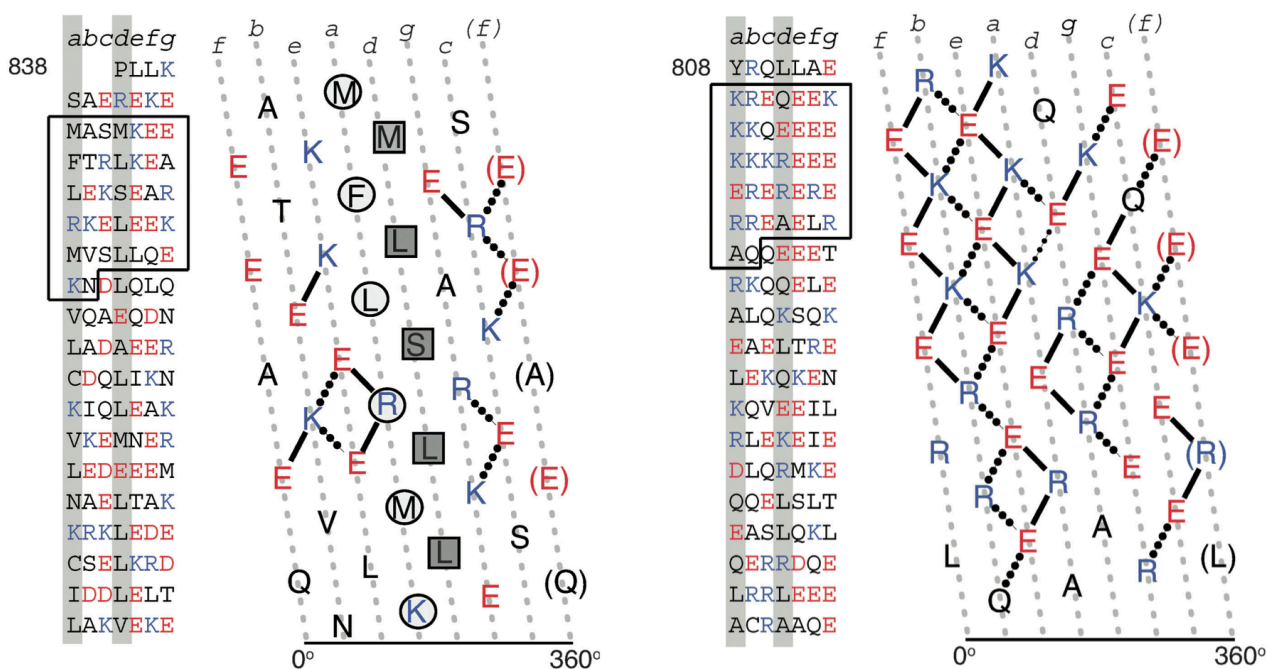 abcdefg
838 PLLK
SAEREKE
MASMKEE
FTRLKEA
LEKSEAR
RKELEEK
MVSLLQE
KNDLQLQ
VQAEQDN
LADAEER
CDQLIKN
KIQLEAK
VKEMNER
LEDEEEM
NAELTAK
KRKLEDE
CSELKRD
IDDLELT
LAKVEKE
f b e a d g c (f)
M
A S
M
K
E (E)
E
F
T
R
L
K
E (E)
A
L
E
K
S
E
A (A)
R
R
K
E
L
E
E (E)
K
M
V
S
L
L
Q (Q)
E
K
N
0° 360°
abcdefg
808 YRQLLAE
KREQEEK
KKQEEEE
KKKREEE
ERERERE
RREAELR
AQQEEET
RKQQELE
ALQKSQK
EAELTRE
LEKQKEN
KQVEEIL
RLEKEIE
DLQRMKE
QQELSLT
EASLQKL
QERRDQE
LRRLEEE
ACRAAQE
f b e a d g c (f)
K
R
E
Q
E
E (E)
K
K
K
Q
E
E
E (E)
E
K
K
K
R
E
E (E)
E
E
R
E
R
E
R
R (R)
E
R
R
E
A
E
L (L)
R
A
Q
0° 360°